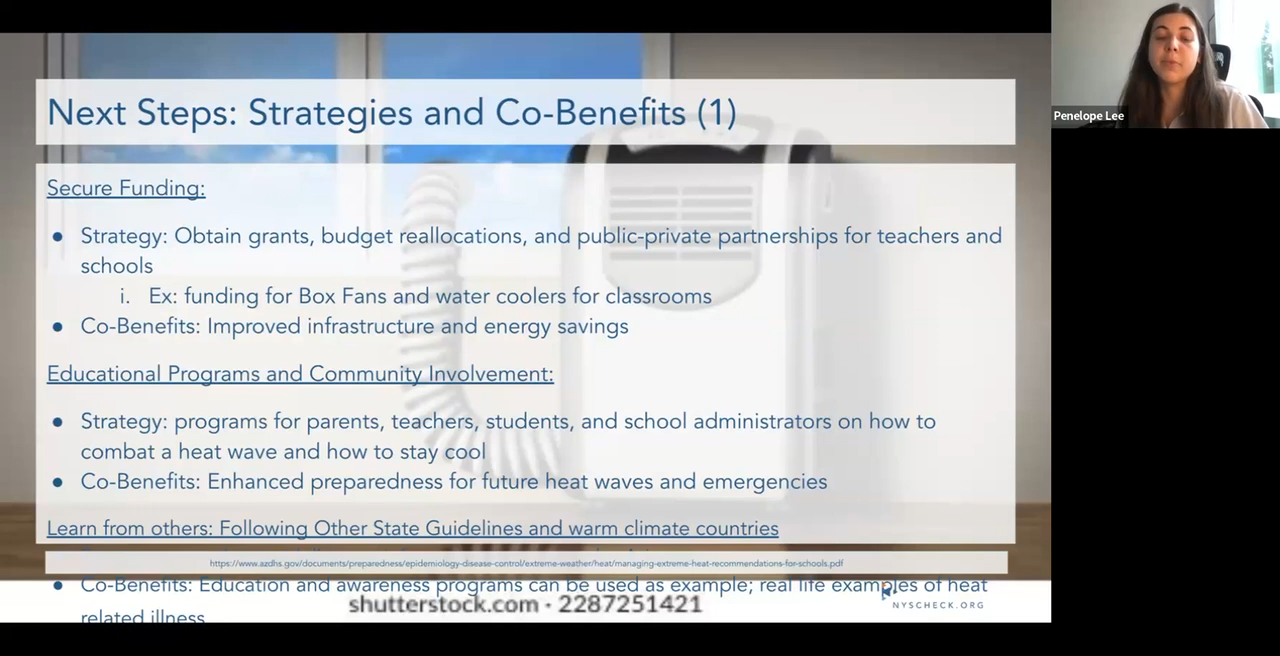 Next Steps: Strategies and Co-Benefits (1)
Penelope Lee
Secure Funding:
● Strategy: Obtain grants, budget reallocations, and public-private partnerships for teachers and
schools
i. Ex: funding for Box Fans and water coolers for classrooms
● Co-Benefits: Improved infrastructure and energy savings
Educational Programs and Community Involvement:
● Strategy: programs for parents, teachers, students, and school administrators on how to
combat a heat wave and how to stay cool
● Co-Benefits: Enhanced preparedness for future heat waves and emergencies
Learn from others: Following Other State Guidelines and warm climate countries
https://www.azdhs.gov/documents/preparedness/epidemiology-disease-control/extreme-weather/heat/managing-extreme-heat-recommendations-for-schools.pdf
● Co-Benefits: Education and awareness programs can be used as example; real life examples of heat
related illness
shutterstock.com · 2287251421
NYSCHECK.ORG